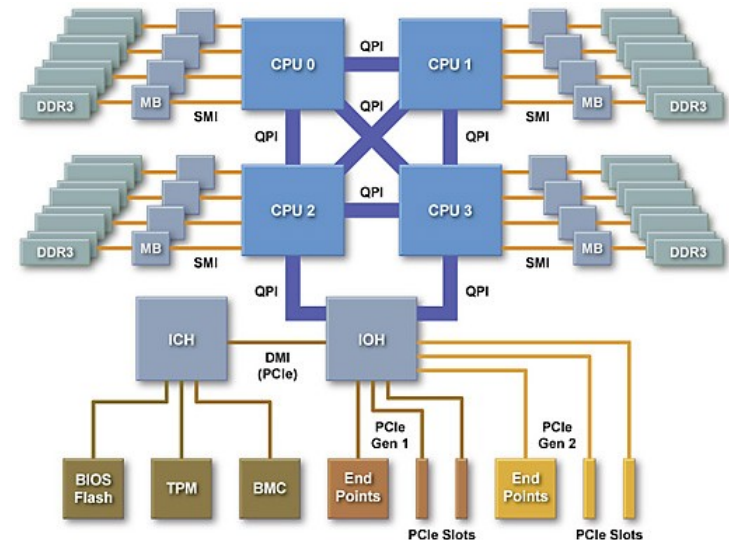 CPU 0
QPI
CPU 1
DDR3
MB
SMI
QPI
QPI
QPI
SMI
MB
DDR3
CPU 2
QPI
CPU 3
DDR3
MB
SMI
QPI
QPI
SMI
MB
DDR3
ICH
DMI
(PCIe)
IOH
BIOS
Flash
TPM
BMC
End
Points
PCIe
Gen 1
PCIe Slots
PCIe
Gen 2
End
Points
PCIe Slots